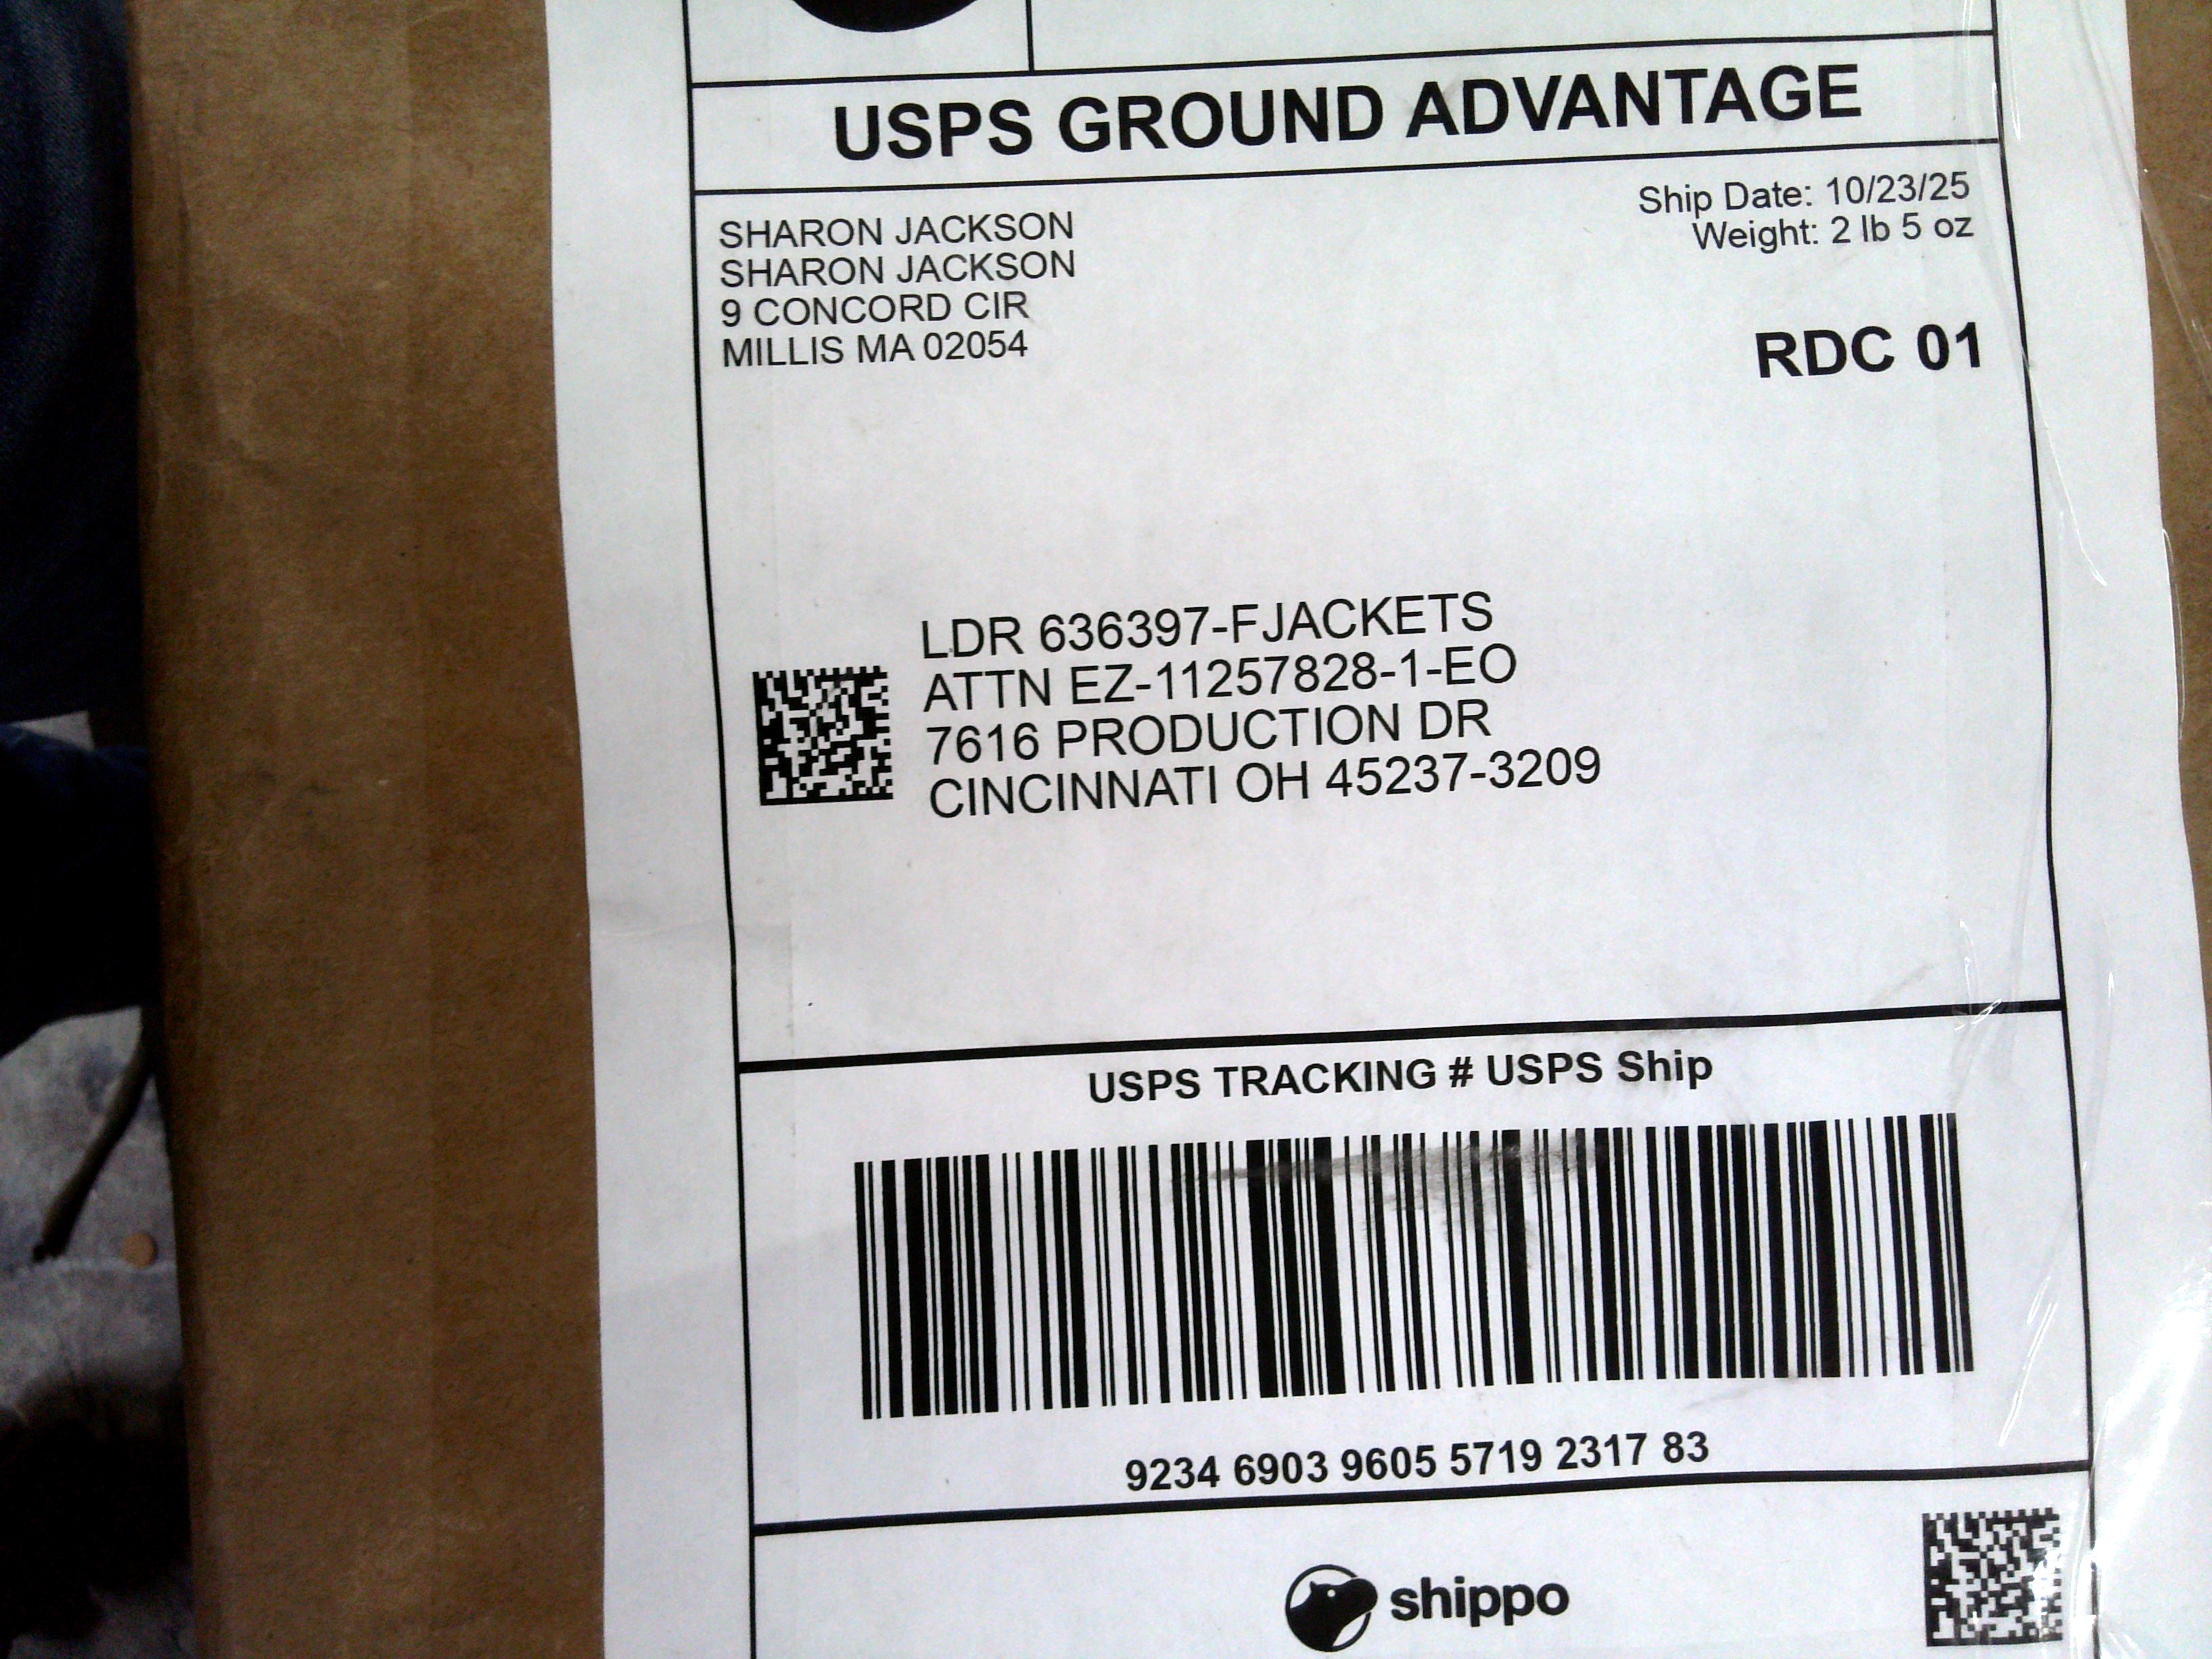 USPS GROUND ADVANTAGE
SHARON JACKSON
SHARON JACKSON
9 CONCORD CIR
MILLIS MA 02054
Ship Date: 10/23/25
Weight: 2 lb 5 oz
RDC 01
LDR 636397-FJACKETS
ATTN EZ-11257828-1-EO
7616 PRODUCTION DR
CINCINNATI OH 45237-3209
USPS TRACKING # USPS Ship
9234 6903 9605 5719 2317 83
shippo